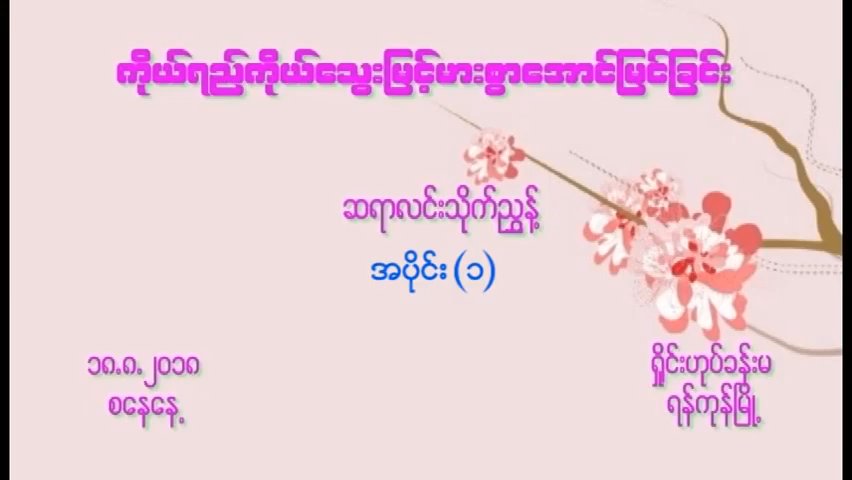 ကိုယ်ရည်ကိုယ်သွေးမြင့်မားစွာအောင်မြင်ခြင်း
ဆရာလင်းသိုက်ညွှန့်
အပိုင်း (၁)
၁၈.၈.၂၀၁၈
စနေနေ့
ရှိုင်းဟုပ်ခန်းမ
ရန်ကုန်မြို့